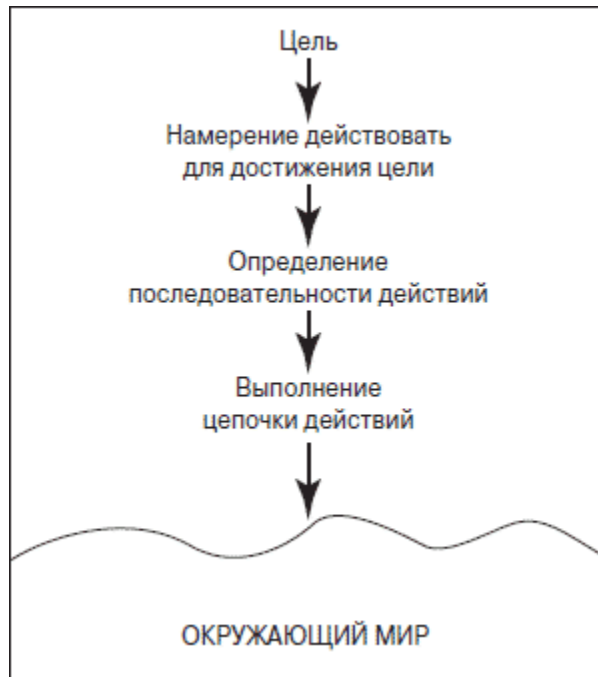 Цель
Намерение действовать
для достижения цели
Определение
последовательности действий
Выполнение
цепочки действий
ОКРУЖАЮЩИЙ МИР